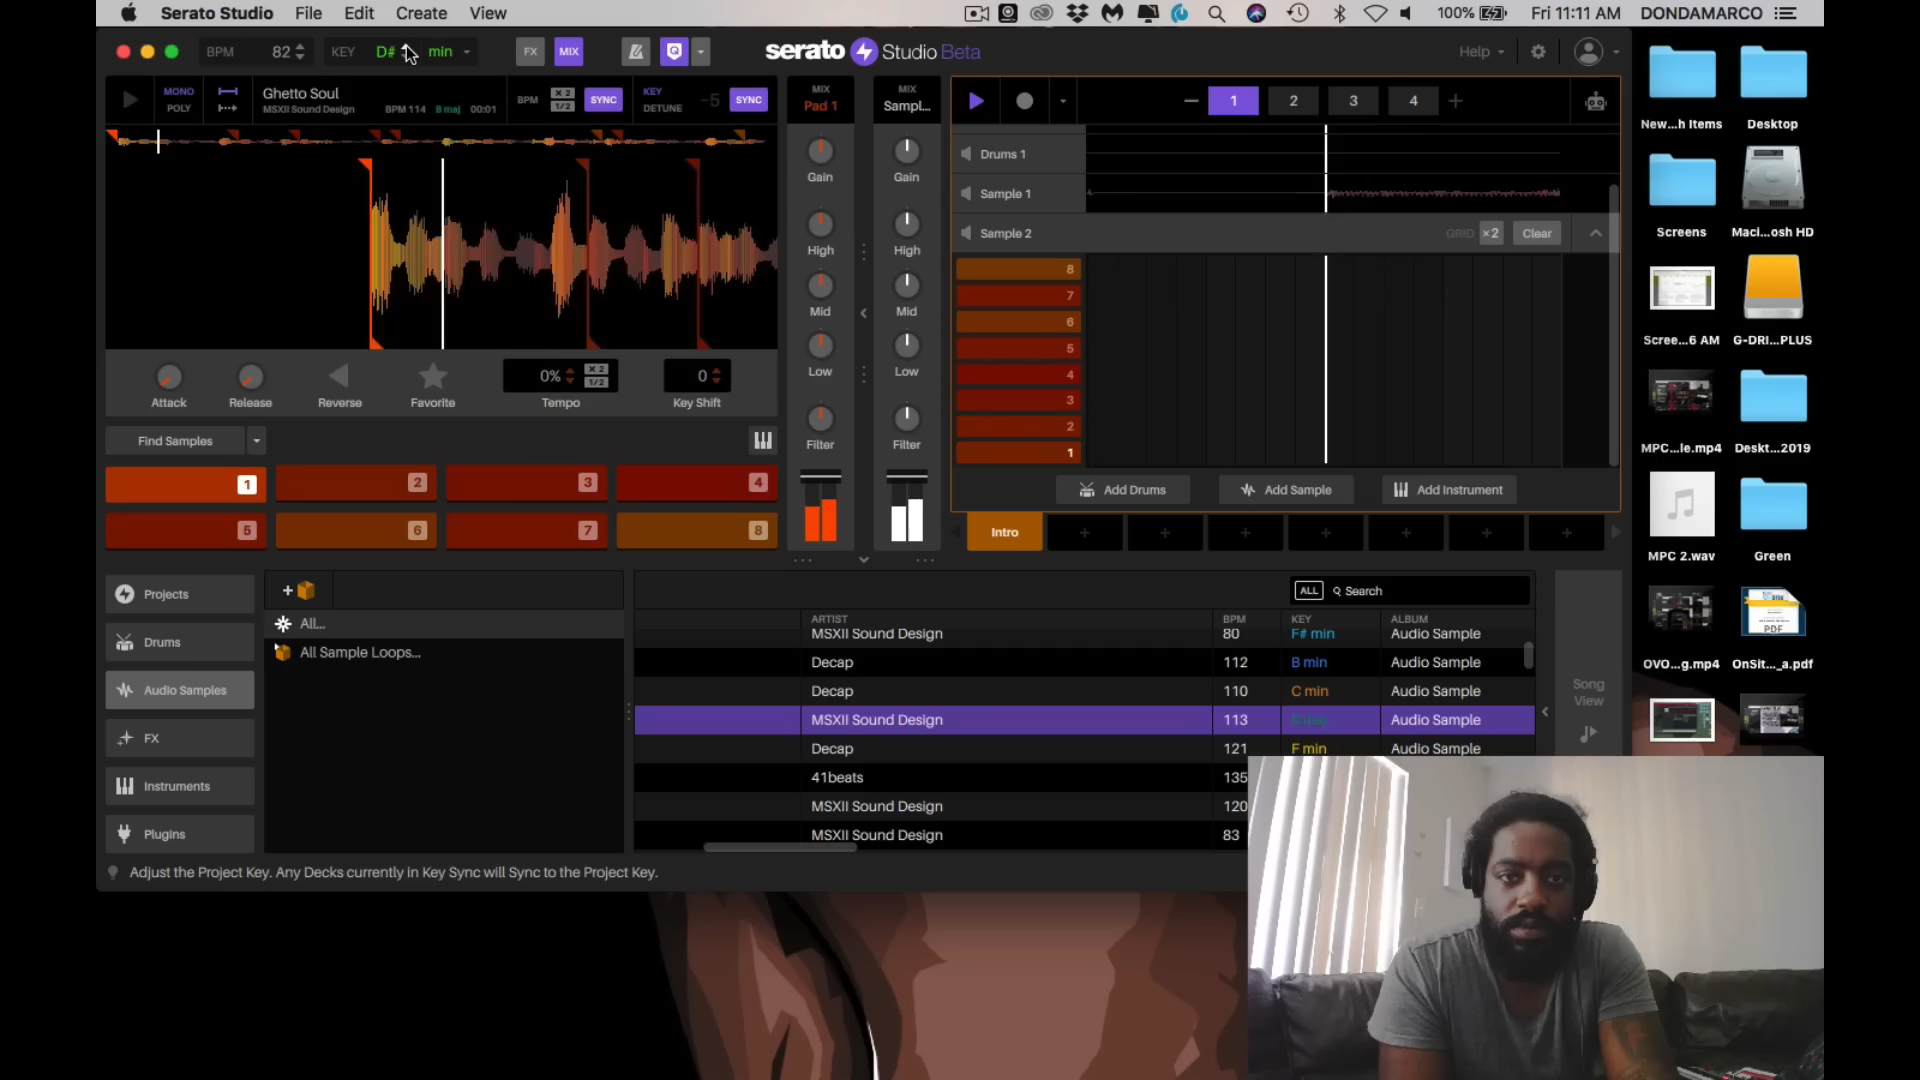 Serato Studio File Edit Create View 100% Fri 11:11 AM DONDAMARCO
BPM 82 KEY D# min FX MIX serato Studio Beta Help
MONO
POLY
Ghetto Soul
MSXII Sound Design BPM 114 B maj 00:01
BPM x 2 1/2 SYNC
KEY
DETUNE -5 SYNC
MIX
Pad 1
MIX
Sampl...
1 2 3 4
Gain Gain
High High
Mid Mid
Low Low
Filter Filter
Drums 1
Sample 1
Sample 2 GRID x2 Clear
8
7
6
5
4
3
2
1
Attack Release Reverse Favorite
0% x 2 1/2
Tempo
0
Key Shift
Find Samples
1 2 3 4
5 6 7 8
Add Drums Add Sample Add Instrument
Intro
Projects
Drums
Audio Samples
FX
Instruments
Plugins
All...
All Sample Loops...
ALL Search
ARTIST BPM KEY ALBUM
MSXII Sound Design 80 F# min Audio Sample
Decap 112 B min Audio Sample
Decap 110 C min Audio Sample
MSXII Sound Design 113 Audio Sample
Decap 121 F min Audio Sample
41beats 135
MSXII Sound Design 120
MSXII Sound Design 83
Song
View
Adjust the Project Key. Any Decks currently in Key Sync will Sync to the Project Key.
New...h Items Desktop
Screens Maci...osh HD
Scree...6 AM G-DRI...PLUS
MPC...le.mp4 Deskt...2019
MPC 2.wav Green
PDF
OVO...g.mp4 OnSit..._a.pdf